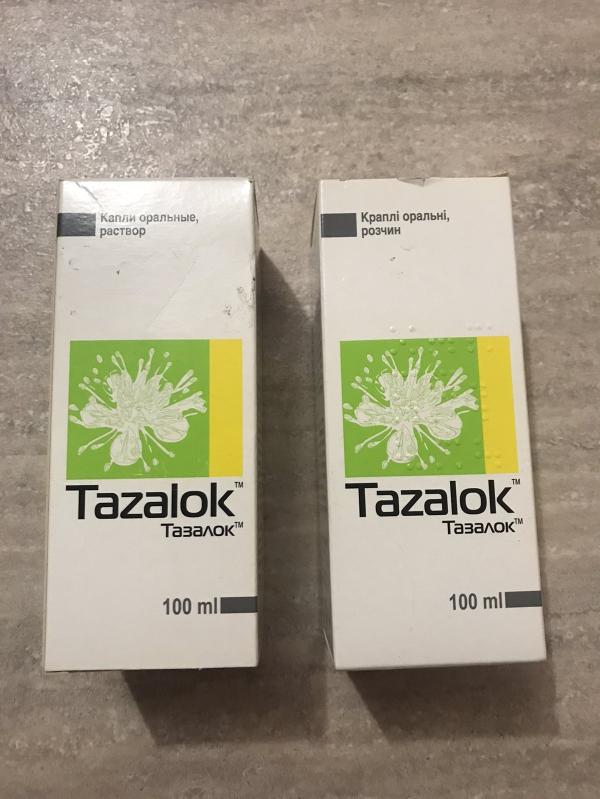 Капли оральные,
раствор
Tazalok™
Тазалок™
100 ml
Краплі оральні,
розчин
Tazalok™
Тазалок™
100 ml